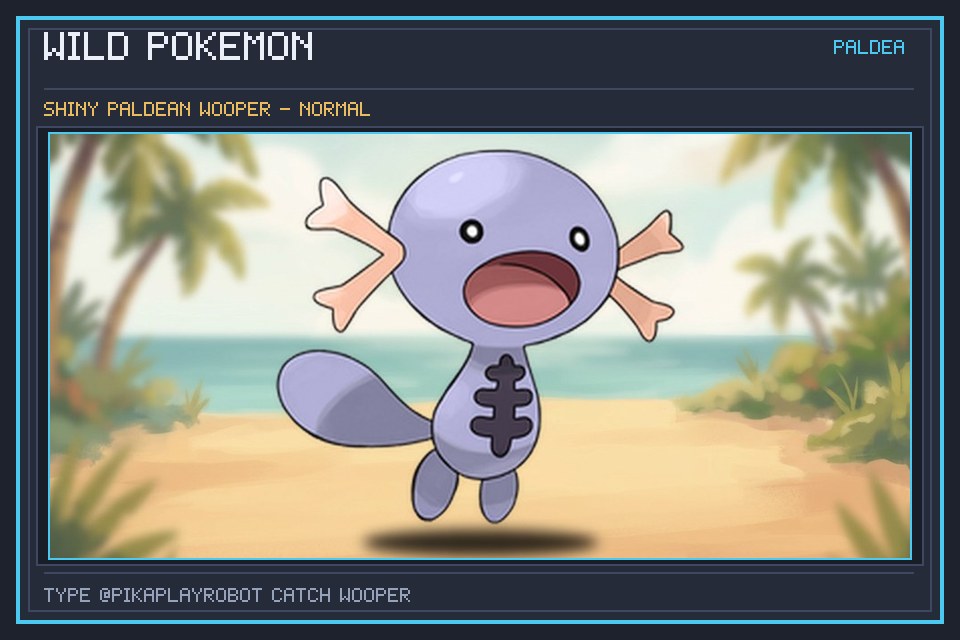 WILD POKEMON
PALDEA
SHINY PALDEAN WOOPER - NORMAL
TYPE @PIKAPLAYROBOT CATCH WOOPER